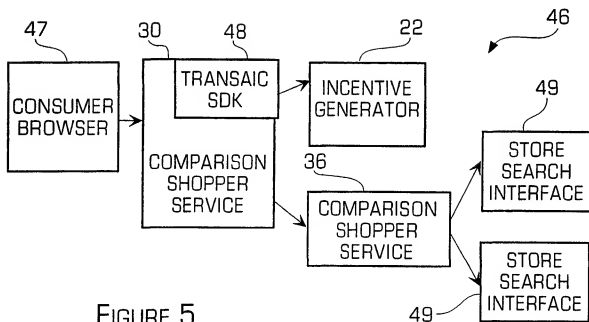 47
30
48
22
46
CONSUMER
BROWSER
TRANSAIC
SDK
INCENTIVE
GENERATOR
COMPARISON
SHOPPER
SERVICE
36
COMPARISON
SHOPPER
SERVICE
49
STORE
SEARCH
INTERFACE
STORE
SEARCH
INTERFACE
49
FIGURE 5